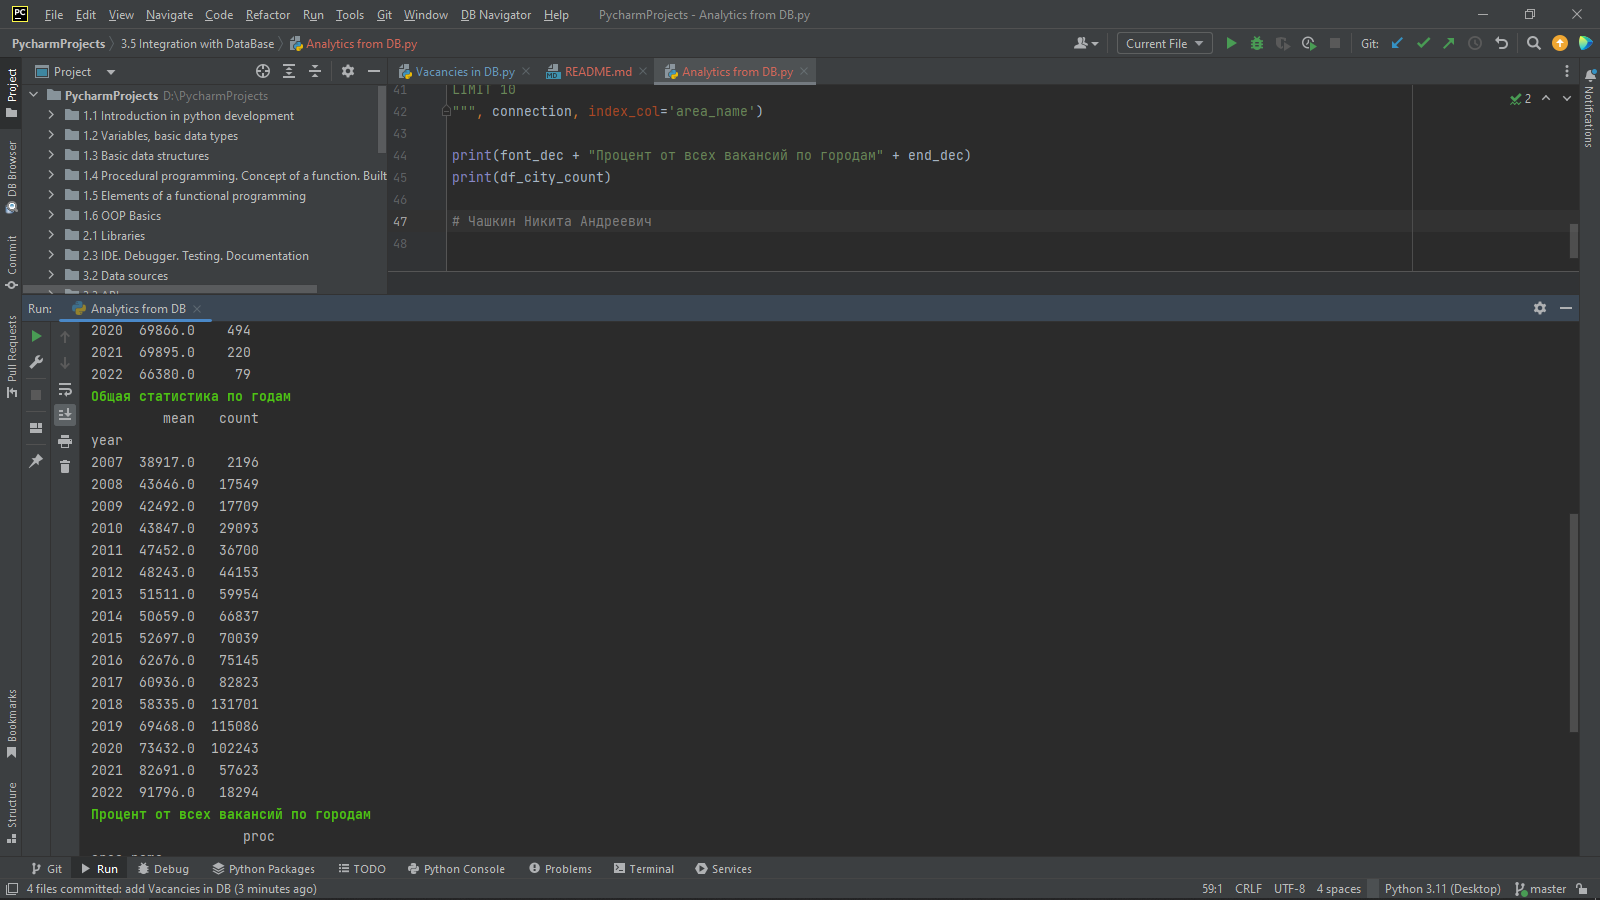 PC File Edit View Navigate Code Refactor Run Tools Git Window DB Navigator Help PycharmProjects - Analytics from DB.py
PycharmProjects 3.5 Integration with DataBase Analytics from DB.py Current File Git:
Project Vacancies in DB.py README.md Analytics from DB.py
PycharmProjects D:\PycharmProjects
1.1 Introduction in python development
1.2 Variables, basic data types
1.3 Basic data structures
1.4 Procedural programming. Concept of a function. Built
1.5 Elements of a functional programming
1.6 OOP Basics
2.1 Libraries
2.3 IDE. Debugger. Testing. Documentation
3.2 Data sources
Project
DB Browser
Commit
Pull Requests
Bookmarks
Structure
Notifications
2
41 LIMIT 10
42 """, connection, index_col='area_name')
43
44 print(font_dec + "Процент от всех вакансий по городам" + end_dec)
45 print(df_city_count)
46
47 # Чашкин Никита Андреевич
48
Run: Analytics from DB
2020 69866.0 494
2021 69895.0 220
2022 66380.0 79
Общая статистика по годам
mean count
year
2007 38917.0 2196
2008 43646.0 17549
2009 42492.0 17709
2010 43847.0 29093
2011 47452.0 36700
2012 48243.0 44153
2013 51511.0 59954
2014 50659.0 66837
2015 52697.0 70039
2016 62676.0 75145
2017 60936.0 82823
2018 58335.0 131701
2019 69468.0 115086
2020 73432.0 102243
2021 82691.0 57623
2022 91796.0 18294
Процент от всех вакансий по городам
proc
Git Run Debug Python Packages TODO Python Console Problems Terminal Services
4 files committed: add Vacancies in DB (3 minutes ago) 59:1 CRLF UTF-8 4 spaces Python 3.11 (Desktop) master